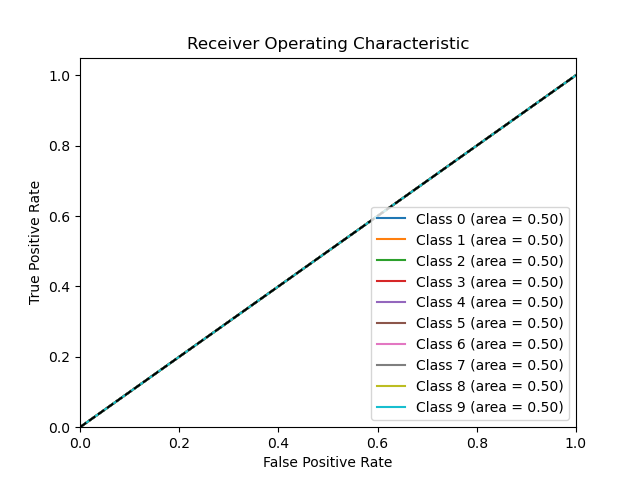 Receiver Operating Characteristic
True Positive Rate
1.0
0.8
0.6
0.4
0.2
0.0
Class 0 (area = 0.50)
Class 1 (area = 0.50)
Class 2 (area = 0.50)
Class 3 (area = 0.50)
Class 4 (area = 0.50)
Class 5 (area = 0.50)
Class 6 (area = 0.50)
Class 7 (area = 0.50)
Class 8 (area = 0.50)
Class 9 (area = 0.50)
0.0 0.2 0.4 0.6 0.8 1.0
False Positive Rate